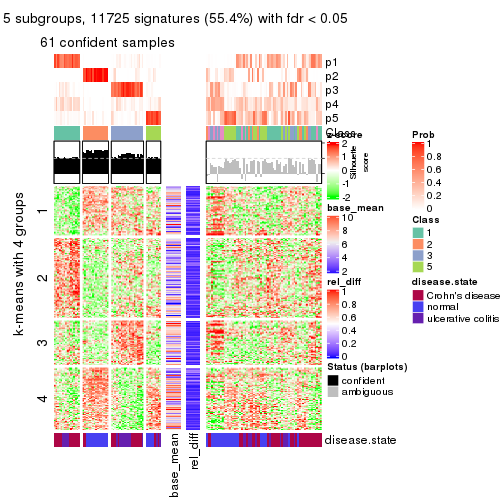 5 subgroups, 11725 signatures (55.4%) with fdr < 0.05
61 confident samples
p1
p2
p3
p4
p5
Class
z-score
2
1
0
-1
-2
Silhouette
score
Prob
1
0.8
0.6
0.4
0.2
0
base_mean
10
8
6
4
2
Class
1
2
3
5
rel_diff
1
0.8
0.6
0.4
0.2
0
disease.state
Crohn's disease
normal
ulcerative colitis
Status (barplots)
confident
ambiguous
k-means with 4 groups
1
2
3
4
disease.state
base_mean
rel_diff